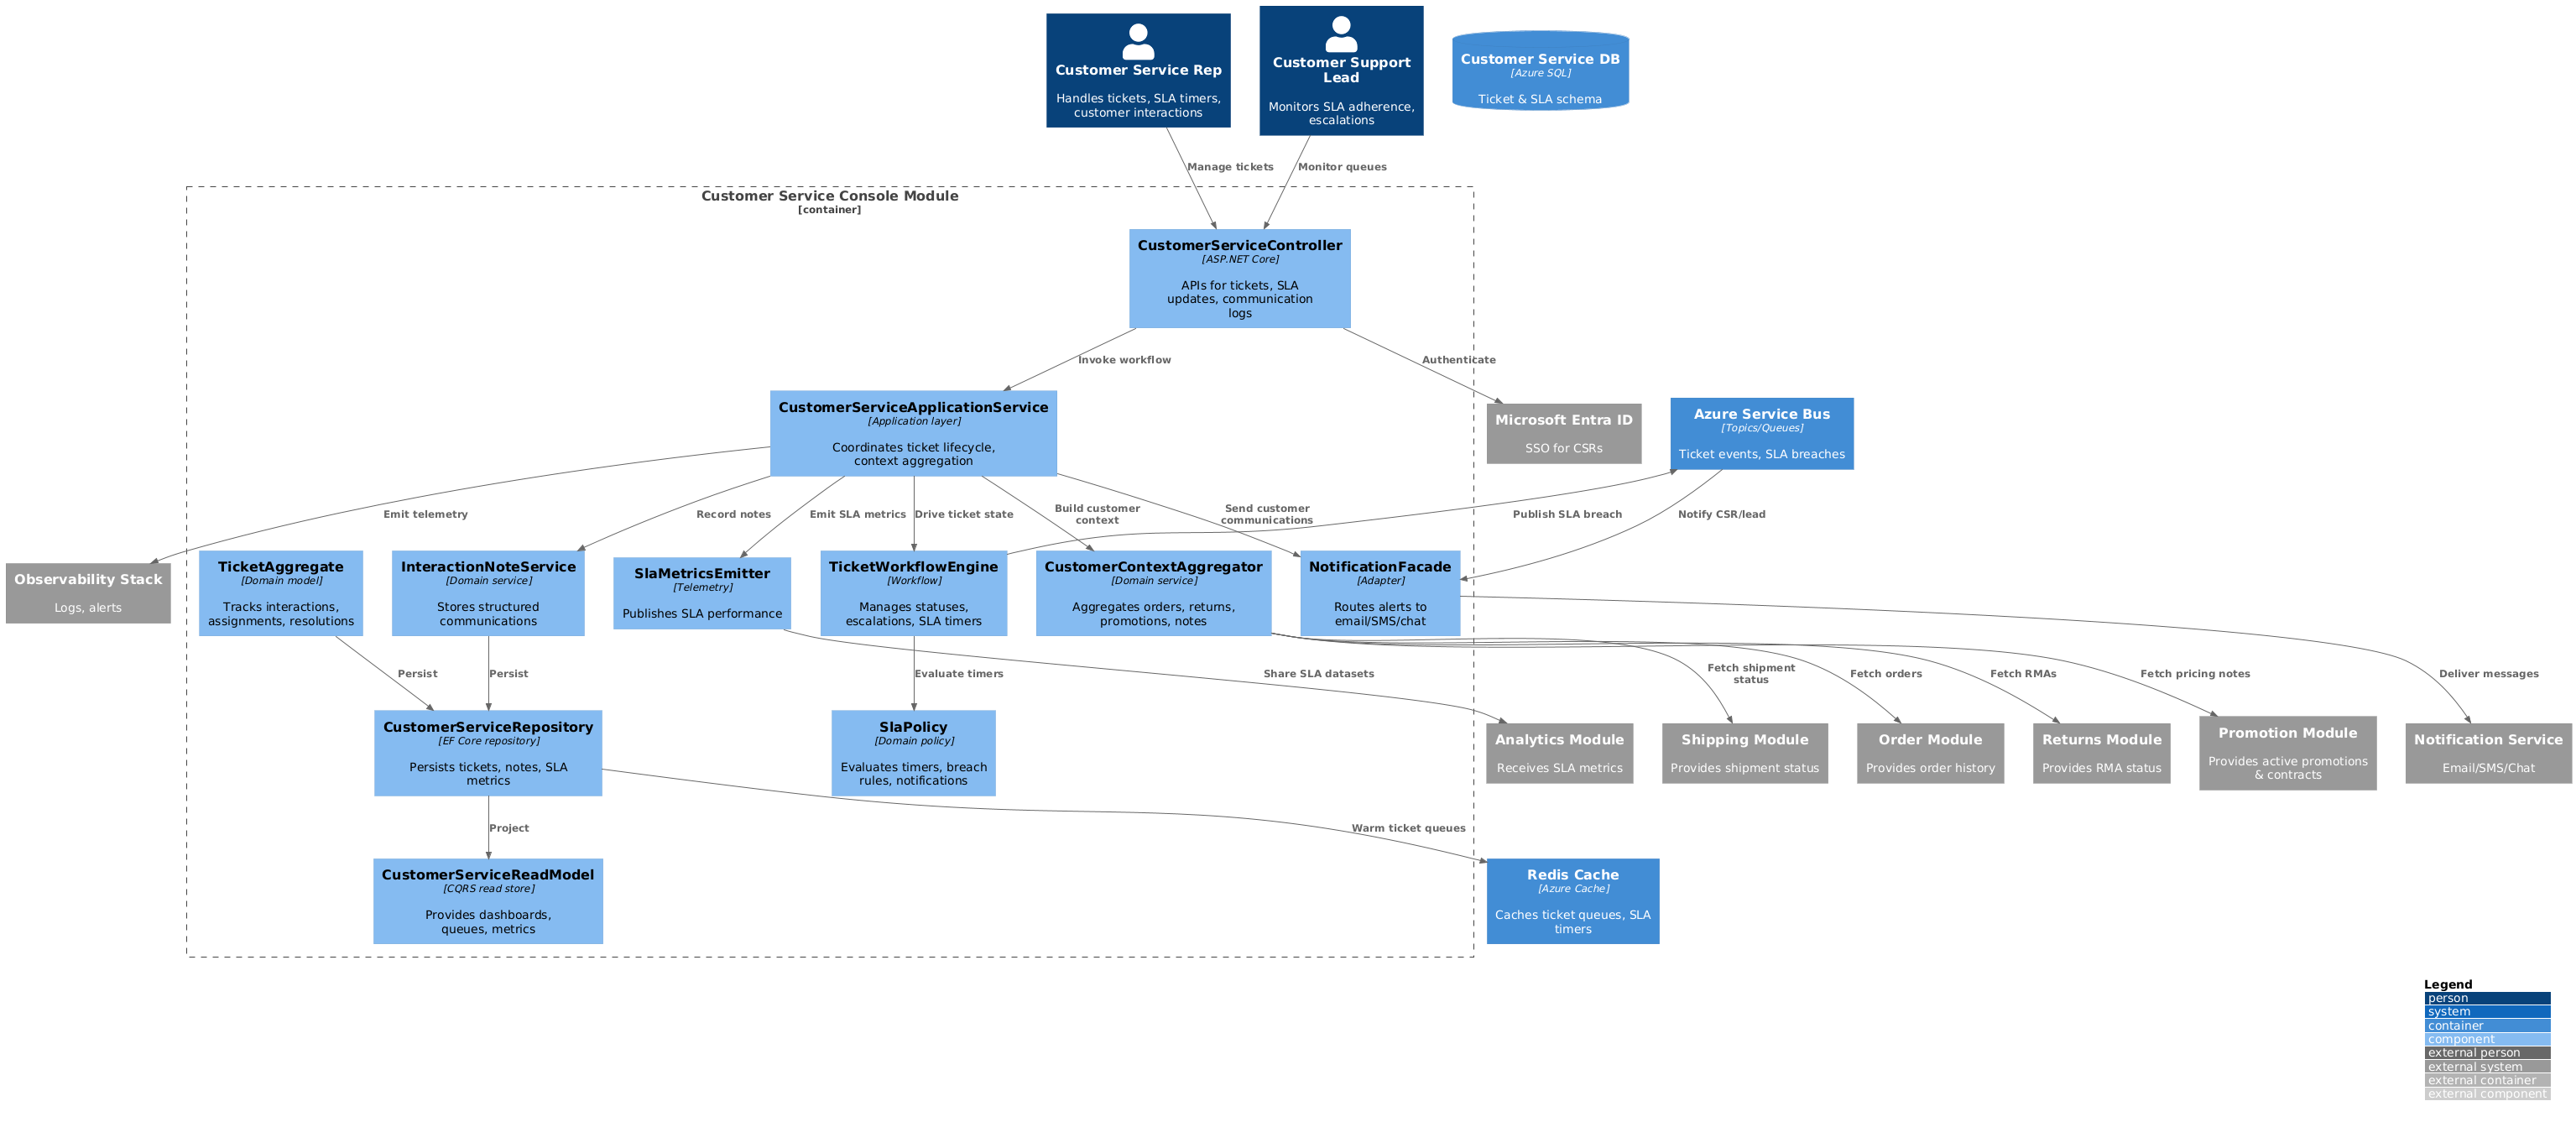 Customer Service Rep
Handles tickets, SLA timers,
customer interactions
Customer Support
Lead
Monitors SLA adherence,
escalations
Customer Service DB
[Azure SQL]
Ticket & SLA schema
Manage tickets
Monitor queues
Customer Service Console Module
[container]
CustomerServiceController
[ASP.NET Core]
APIs for tickets, SLA
updates, communication
logs
Invoke workflow
Authenticate
CustomerServiceApplicationService
[Application layer]
Coordinates ticket lifecycle,
context aggregation
Microsoft Entra ID
SSO for CSRs
Azure Service Bus
[Topics/Queues]
Ticket events, SLA breaches
Emit telemetry
Record notes
Emit SLA metrics
Drive ticket state
Build customer
context
Send customer
communications
Publish SLA breach
Notify CSR/lead
Observability Stack
Logs, alerts
TicketAggregate
[Domain model]
Tracks interactions,
assignments, resolutions
InteractionNoteService
[Domain service]
Stores structured
communications
SlaMetricsEmitter
[Telemetry]
Publishes SLA performance
TicketWorkflowEngine
[Workflow]
Manages statuses,
escalations, SLA timers
CustomerContextAggregator
[Domain service]
Aggregates orders, returns,
promotions, notes
NotificationFacade
[Adapter]
Routes alerts to
email/SMS/chat
Persist
Persist
Evaluate timers
Share SLA datasets
Fetch shipment
status
Fetch orders
Fetch RMAs
Fetch pricing notes
Deliver messages
CustomerServiceRepository
[EF Core repository]
Persists tickets, notes, SLA
metrics
SlaPolicy
[Domain policy]
Evaluates timers, breach
rules, notifications
Analytics Module
Receives SLA metrics
Shipping Module
Provides shipment status
Order Module
Provides order history
Returns Module
Provides RMA status
Promotion Module
Provides active promotions
& contracts
Notification Service
Email/SMS/Chat
Project
Warm ticket queues
CustomerServiceReadModel
[CQRS read store]
Provides dashboards,
queues, metrics
Redis Cache
[Azure Cache]
Caches ticket queues, SLA
timers
Legend
person
system
container
component
external person
external system
external container
external component